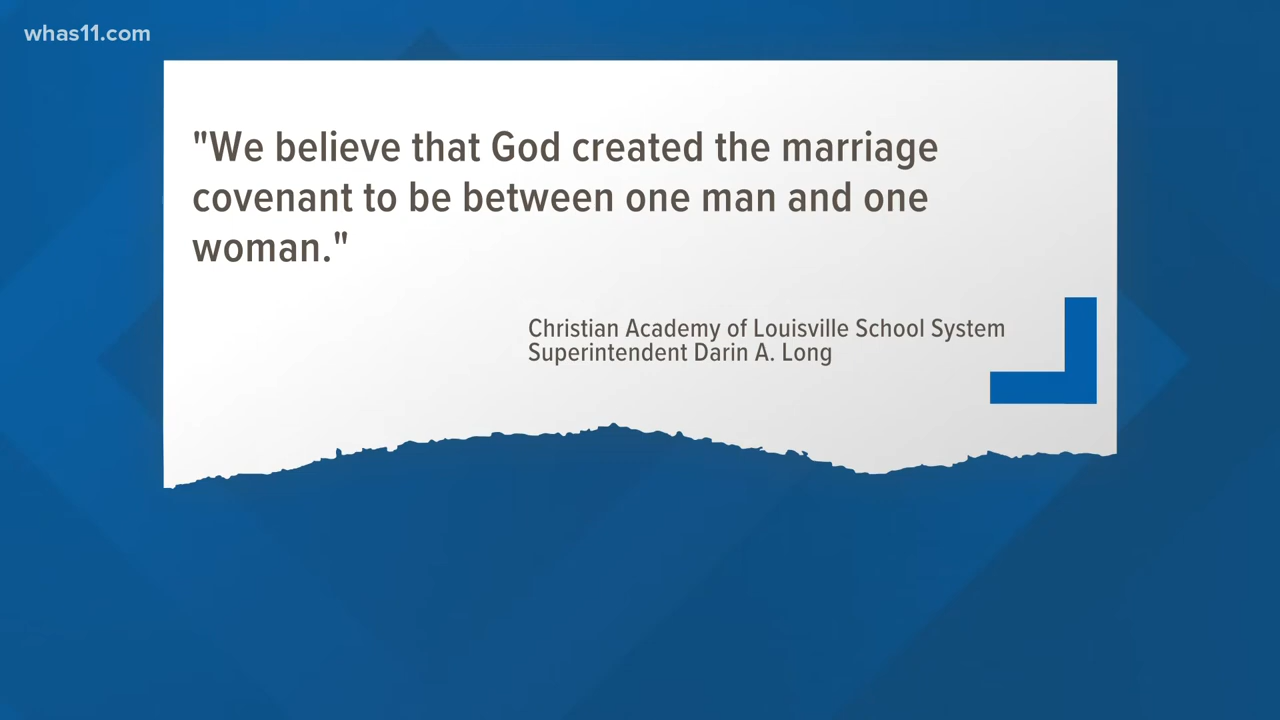 whas11.com
"We believe that God created the marriage
covenant to be between one man and one
woman."
Christian Academy of Louisville School System
Superintendent Darin A. Long